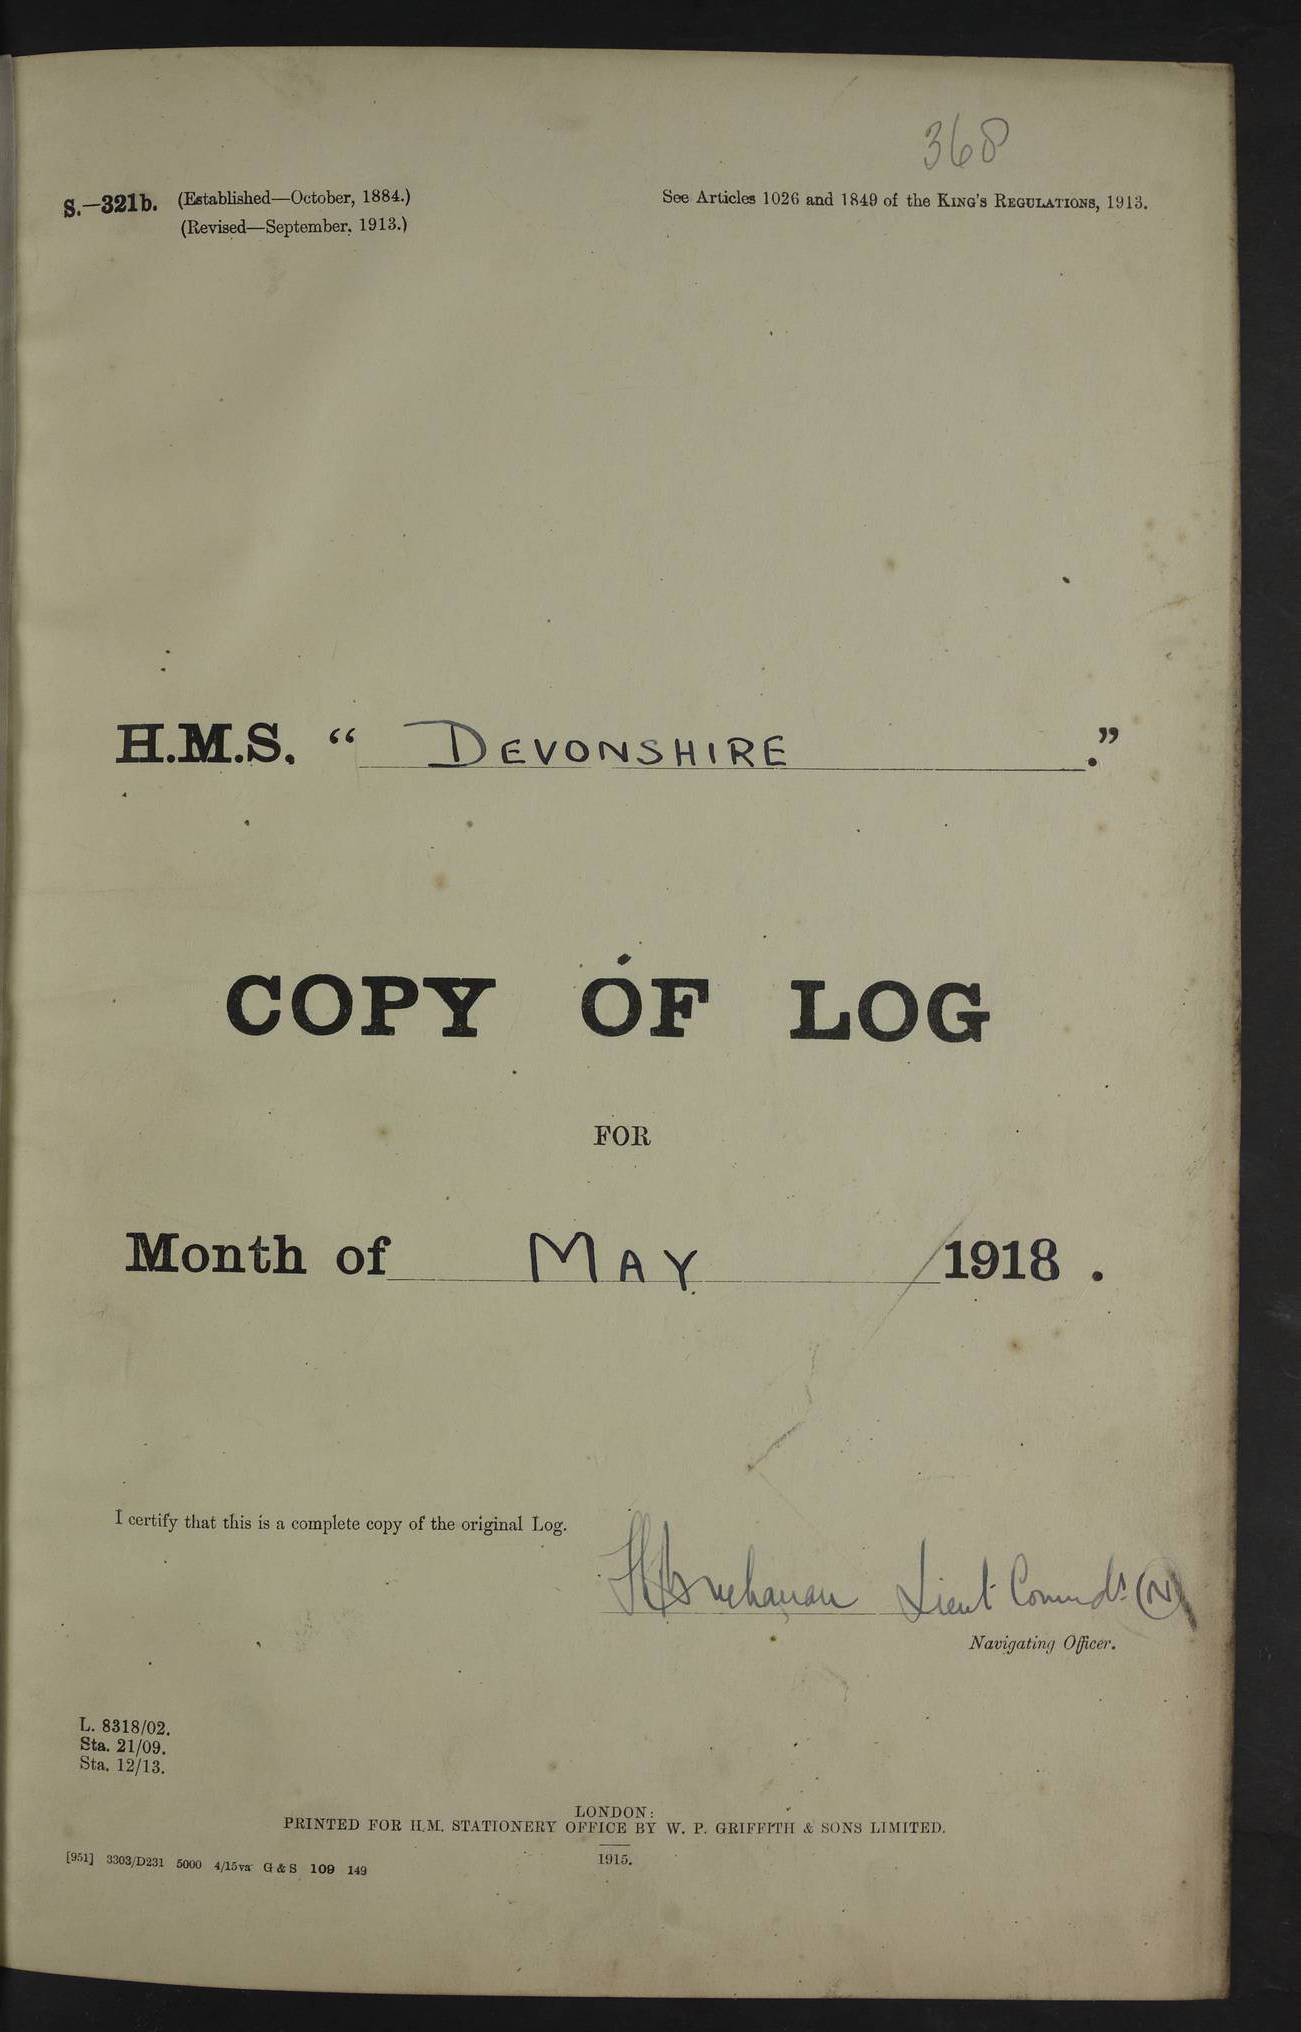 368
S.—321b. (Established—October, 1884.)
(Revised—September, 1913.)
See Articles 1026 and 1849 of the KING'S REGULATIONS, 1913.
H.M.S. “ DEVONSHIRE .”
COPY OF LOG
FOR
Month of MAY 1918 .
I certify that this is a complete copy of the original Log.
Buchanan Lieut Commdr (N)
Navigating Officer.
L. 8318/02.
Sta. 21/09.
Sta. 12/13.
LONDON:
PRINTED FOR H.M. STATIONERY OFFICE BY W. P. GRIFFITH & SONS LIMITED.
1915.
[951] 3303/D231 5000 4/15va G & S 109 149